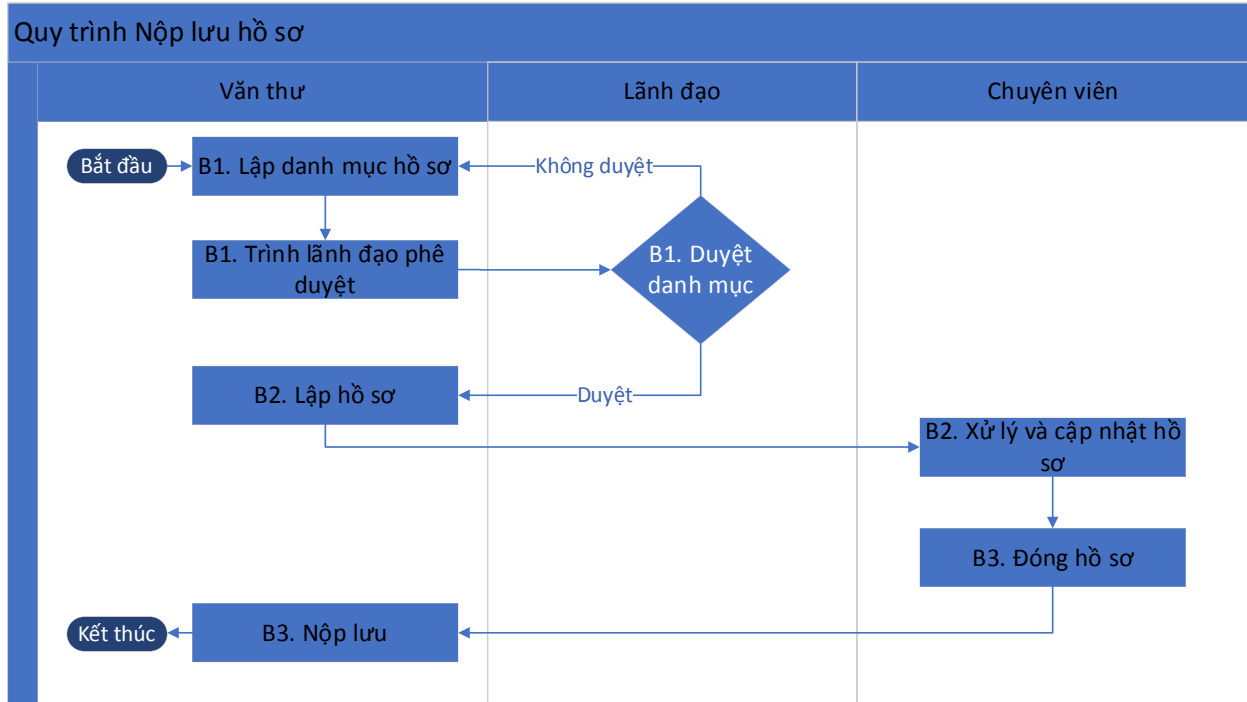 Quy trình Nộp lưu hồ sơ
Văn thư
Lãnh đạo
Chuyên viên
Bắt đầu
B1. Lập danh mục hồ sơ
Không duyệt
B1. Trình lãnh đạo phê
duyệt
B1. Duyệt
danh mục
B2. Lập hồ sơ
Duyệt
B2. Xử lý và cập nhật hồ
sơ
B3. Đóng hồ sơ
Kết thúc
B3. Nộp lưu